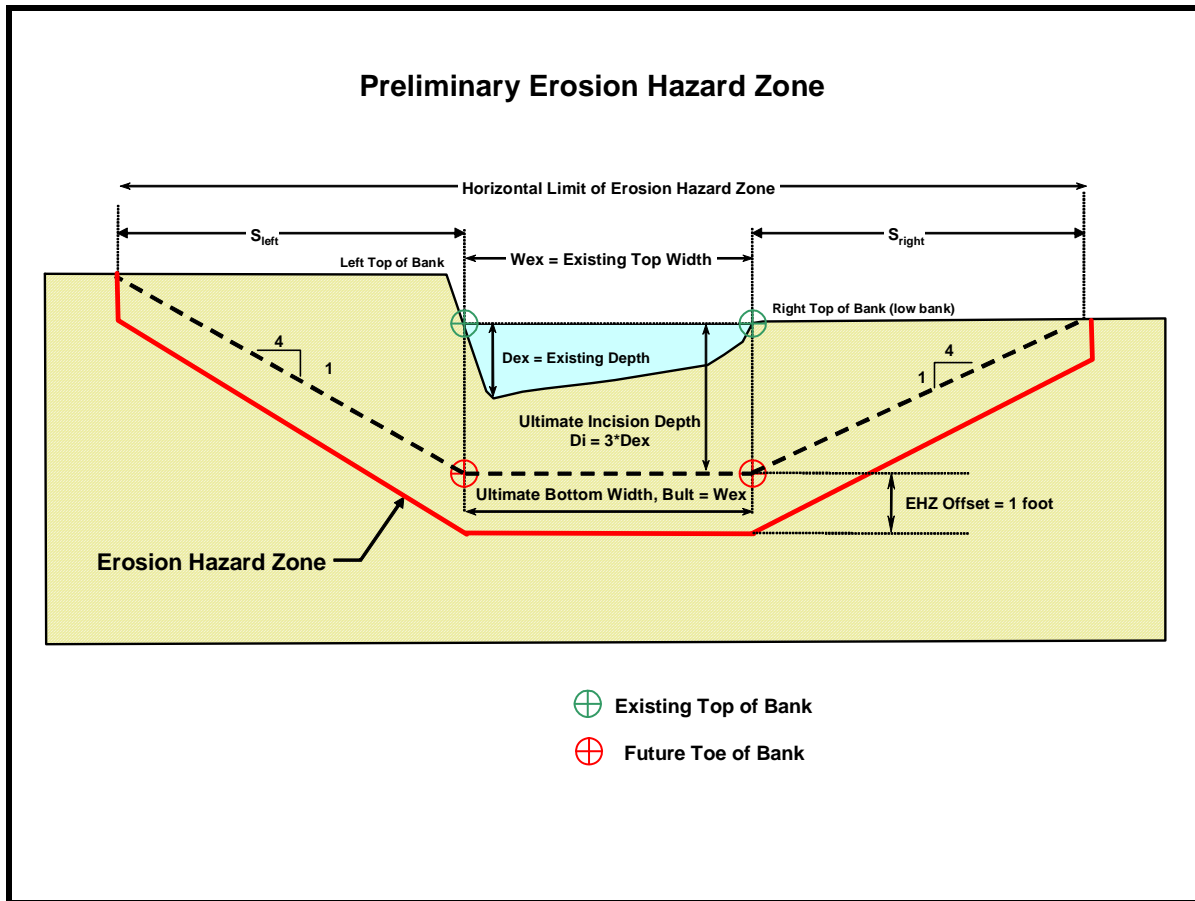 Preliminary Erosion Hazard Zone
Horizontal Limit of Erosion Hazard Zone
Sleft
Sright
Wex = Existing Top Width
Left Top of Bank
Right Top of Bank (low bank)
4
1
Dex = Existing Depth
4
1
Ultimate Incision Depth
Di = 3*Dex
Ultimate Bottom Width, Bult = Wex
EHZ Offset = 1 foot
Erosion Hazard Zone
Existing Top of Bank
Future Toe of Bank